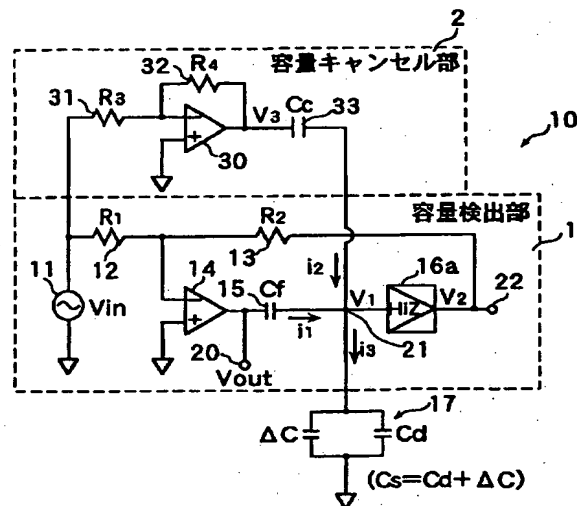 2
容量キャンセル部
32 R4
31 R3
V3 Cc
33
30
10
容量検出部
1
R1
R2
12
13
11
Vin
14
15 Cf
i2
16a
V1
HiZ
V2
22
i1
20
Vout
i3
21
17
ΔC
Cd
(Cs=Cd+ΔC)